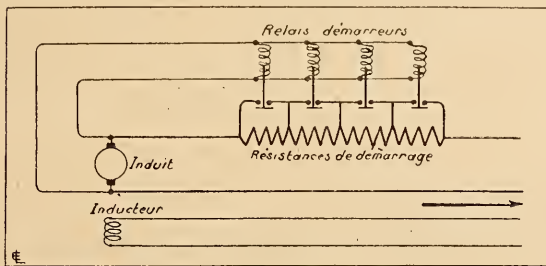 Relais démarreurs
Résistances de démarrage
Induit
Inducteur